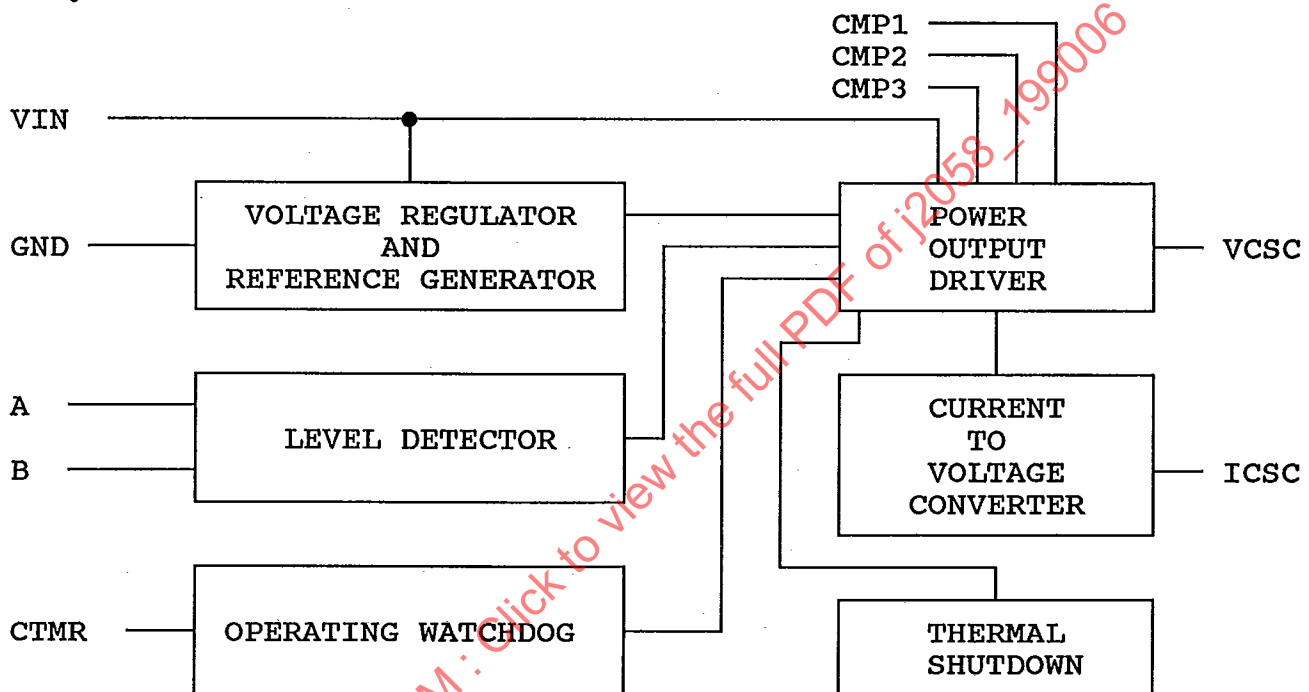 CMP1
CMP2
CMP3
VIN
GND
VOLTAGE REGULATOR
AND
REFERENCE GENERATOR
POWER
OUTPUT
DRIVER
VCSC
A
B
LEVEL DETECTOR
CURRENT
TO
VOLTAGE
CONVERTER
ICSC
CTMR
OPERATING WATCHDOG
THERMAL
SHUTDOWN
: Click to view the full PDF of j2058_199006